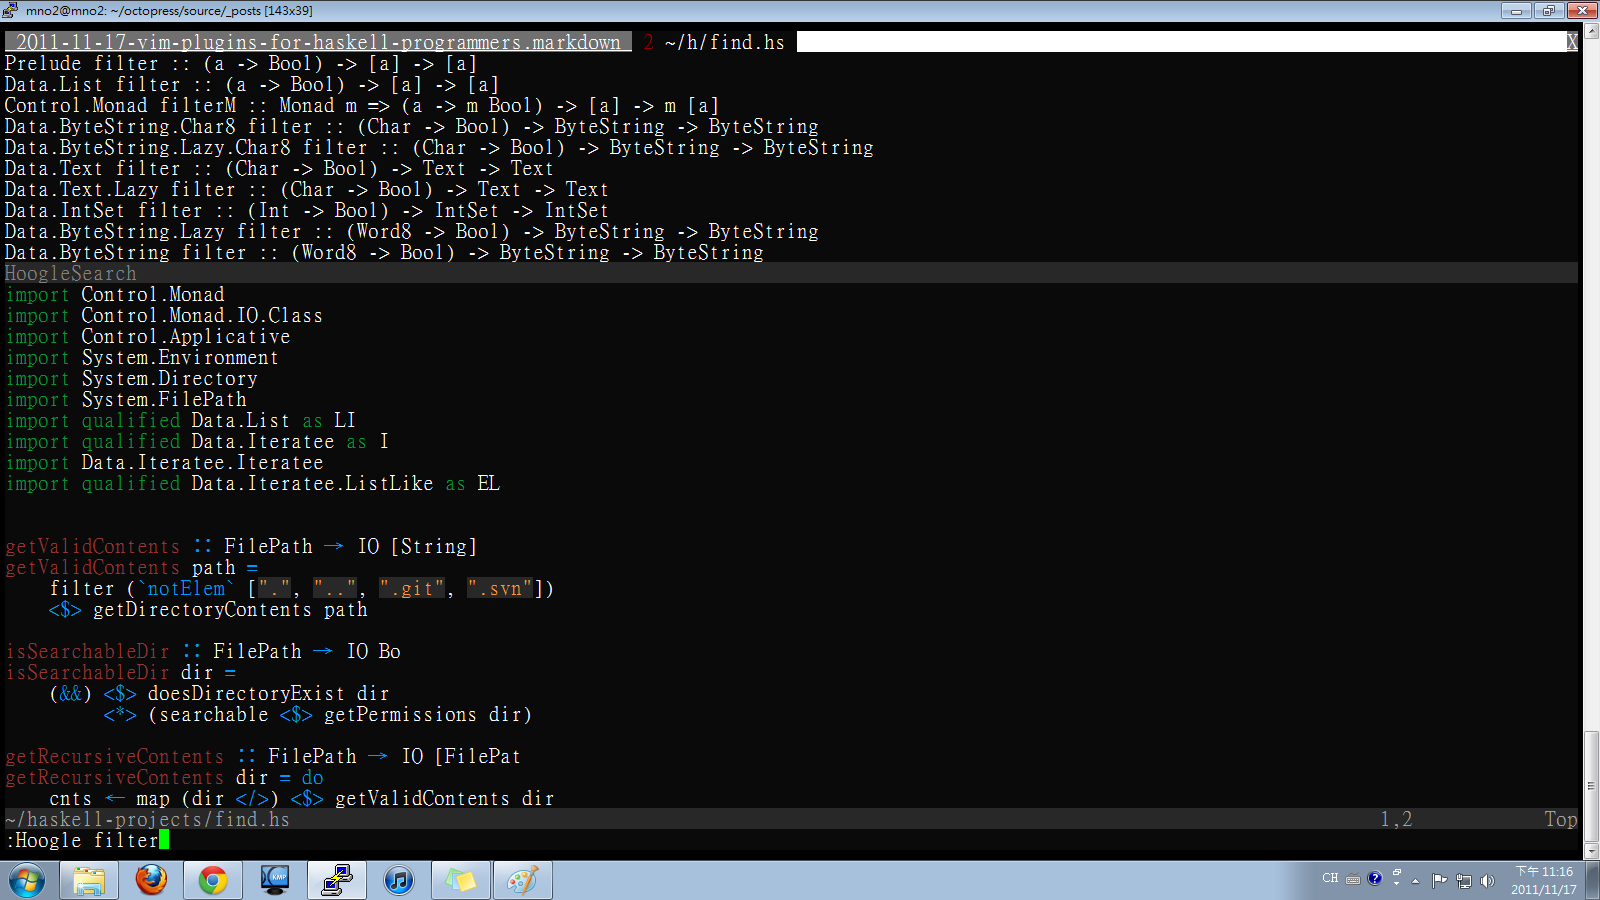 mno2@mno2: ~/octopress/source/_posts [143x39]
2011-11-17-vim-plugins-for-haskell-programmers.markdown  2 ~/h/find.hs X
Prelude filter :: (a -> Bool) -> [a] -> [a]
Data.List filter :: (a -> Bool) -> [a] -> [a]
Control.Monad filterM :: Monad m => (a -> m Bool) -> [a] -> m [a]
Data.ByteString.Char8 filter :: (Char -> Bool) -> ByteString -> ByteString
Data.ByteString.Lazy.Char8 filter :: (Char -> Bool) -> ByteString -> ByteString
Data.Text filter :: (Char -> Bool) -> Text -> Text
Data.Text.Lazy filter :: (Char -> Bool) -> Text -> Text
Data.IntSet filter :: (Int -> Bool) -> IntSet -> IntSet
Data.ByteString.Lazy filter :: (Word8 -> Bool) -> ByteString -> ByteString
Data.ByteString filter :: (Word8 -> Bool) -> ByteString -> ByteString
HoogleSearch
import Control.Monad
import Control.Monad.IO.Class
import Control.Applicative
import System.Environment
import System.Directory
import System.FilePath
import qualified Data.List as LI
import qualified Data.Iteratee as I
import Data.Iteratee.Iteratee
import qualified Data.Iteratee.ListLike as EL
getValidContents :: FilePath → IO [String]
getValidContents path =
    filter (`notElem` [".", "..", ".git", ".svn"])
    <$> getDirectoryContents path
isSearchableDir :: FilePath → IO Bo
isSearchableDir dir =
    (&&) <$> doesDirectoryExist dir
         <*> (searchable <$> getPermissions dir)
getRecursiveContents :: FilePath → IO [FilePat
getRecursiveContents dir = do
    cnts ← map (dir </>) <$> getValidContents dir
~/haskell-projects/find.hs 1,2 Top
:Hoogle filter
KMP
CH
下午 11:16
2011/11/17